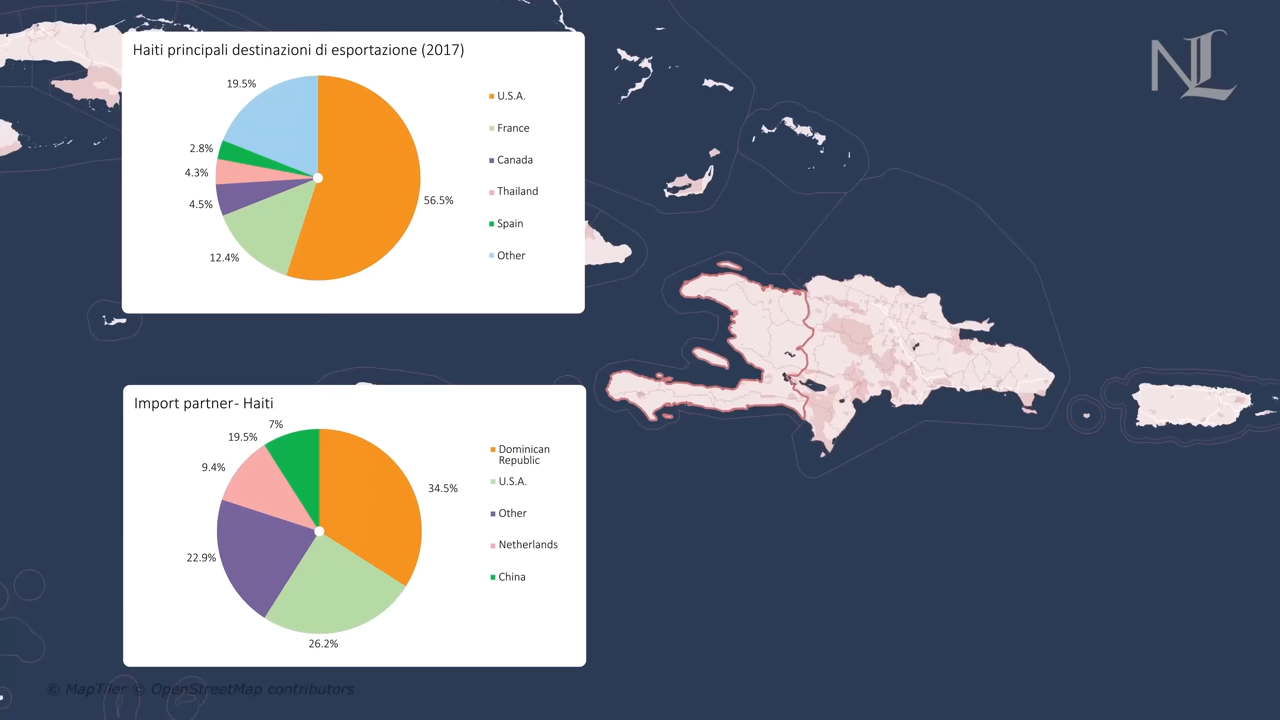 Haiti principali destinazioni di esportazione (2017)
19.5%
2.8%
4.3%
4.5%
12.4%
56.5%
U.S.A.
France
Canada
Thailand
Spain
Other
Import partner- Haiti
7%
19.5%
9.4%
22.9%
26.2%
34.5%
Dominican
Republic
U.S.A.
Other
Netherlands
China
NL
© MapTiler © OpenStreetMap contributors